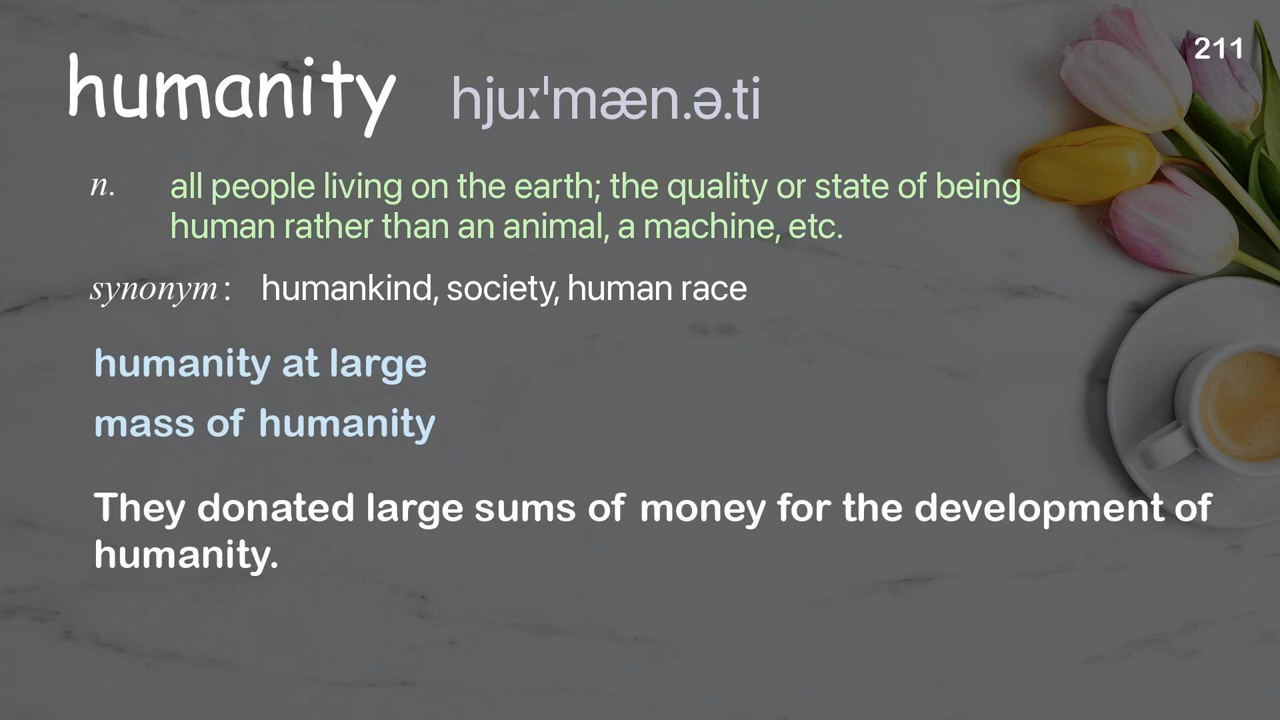 211
humanity hjuːˈmæn.ə.ti
n. all people living on the earth; the quality or state of being
human rather than an animal, a machine, etc.
synonym: humankind, society, human race
humanity at large
mass of humanity
They donated large sums of money for the development of
humanity.